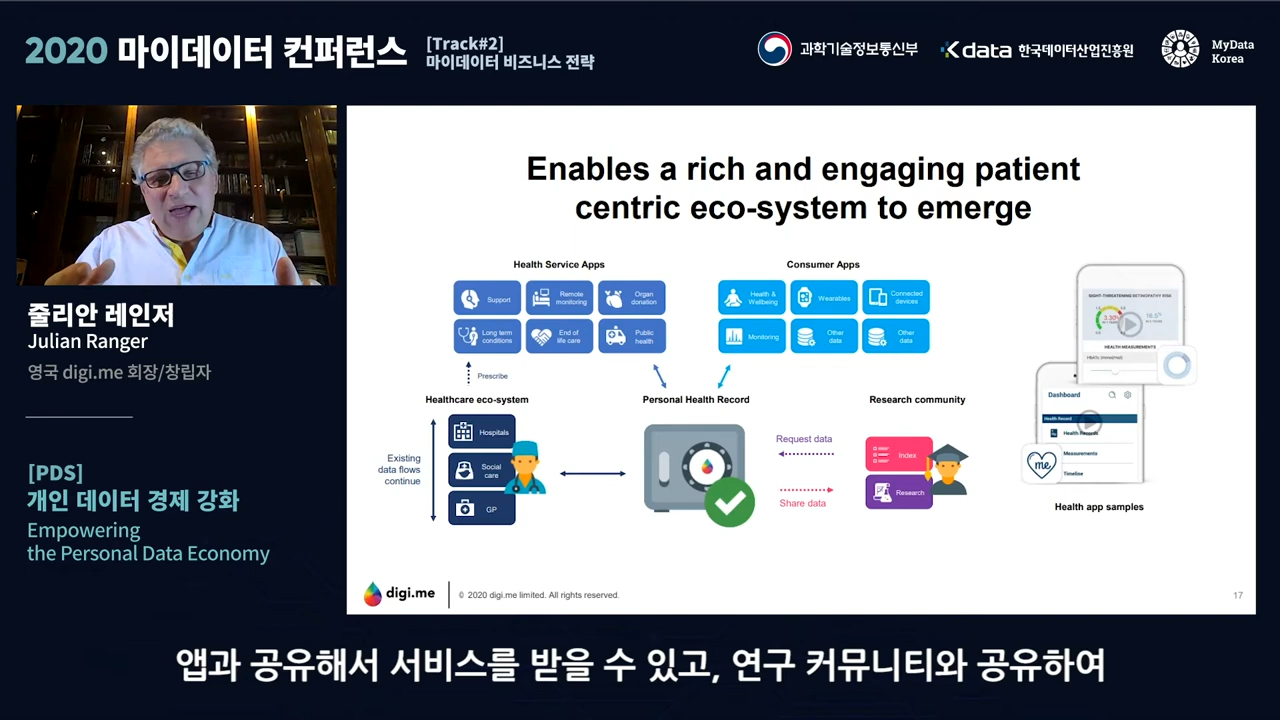 2020 마이데이터 컨퍼런스
[Track#2]
마이데이터 비즈니스 전략
과학기술정보통신부
Kdata 한국데이터산업진흥원
MyData
Korea
줄리안 레인저
Julian Ranger
영국 digi.me 회장/창립자
[PDS]
개인 데이터 경제 강화
Empowering
the Personal Data Economy
Enables a rich and engaging patient
centric eco-system to emerge
Health Service Apps
Support
Remote
monitoring
Organ
donation
Long term
conditions
End of
life care
Public
health
Consumer Apps
Health &
Wellbeing
Wearables
Connected
devices
Monitoring
Other
data
Other
data
Prescribe
Healthcare eco-system
Existing
data flows
continue
Hospitals
Social
care
GP
Personal Health Record
Request data
Share data
Research community
Index
Research
SIGHT-THREATENING RETINOPATHY RISK
3.30%
HEALTH MEASUREMENTS
Dashboard
Health Record
Health Records
Measurements
Timeline
me
Health app samples
digi.me
© 2020 digi.me limited. All rights reserved.
17
앱과 공유해서 서비스를 받을 수 있고, 연구 커뮤니티와 공유하여